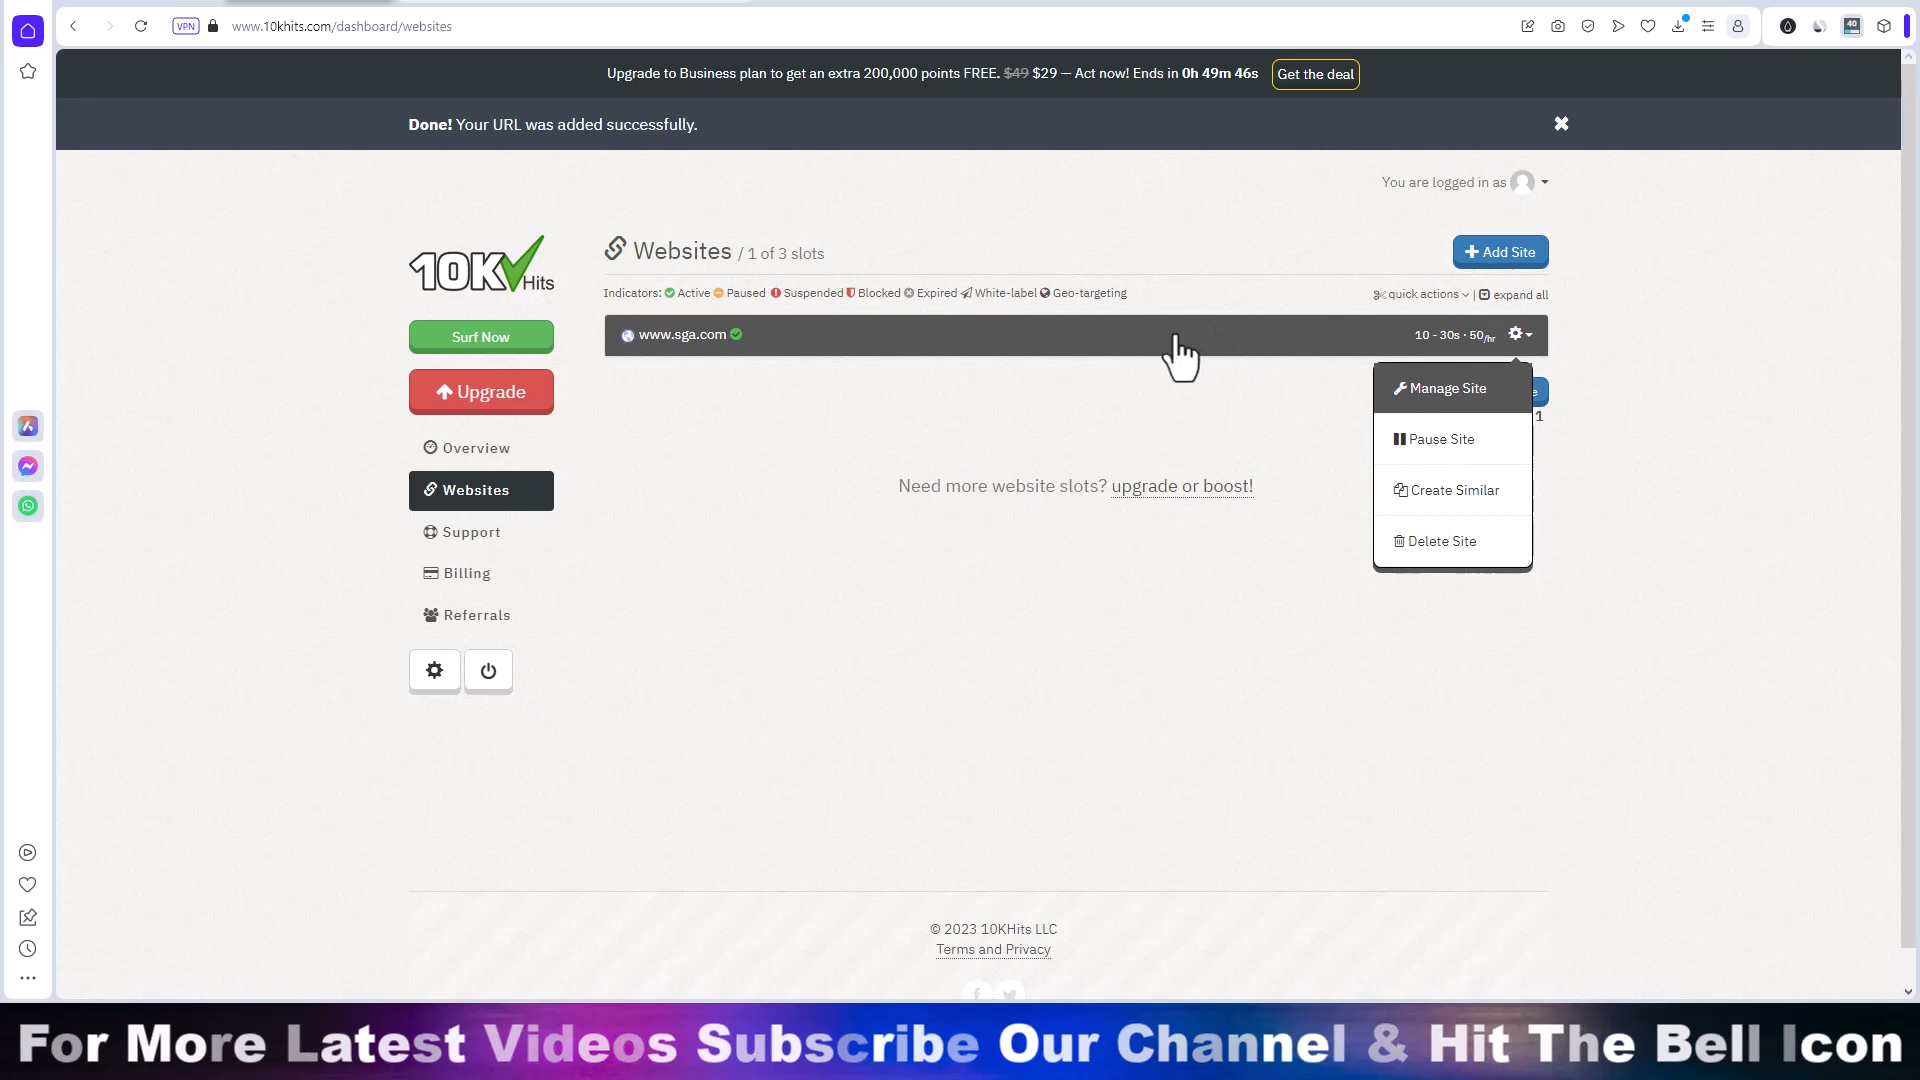 VPN www.10khits.com/dashboard/websites
40
Upgrade to Business plan to get an extra 200,000 points FREE. $49 $29 — Act now! Ends in 0h 49m 46s Get the deal
Done! Your URL was added successfully.
You are logged in as
10K Hits
Websites / 1 of 3 slots
+ Add Site
Indicators: Active Paused Suspended Blocked Expired White-label Geo-targeting
quick actions | expand all
Surf Now
www.sga.com
10 - 30s · 50/hr
Upgrade
Manage Site
e
1
Overview
Pause Site
Websites
Need more website slots? upgrade or boost!
Create Similar
Support
Delete Site
Billing
Referrals
© 2023 10KHits LLC
Terms and Privacy
For More Latest Videos Subscribe Our Channel & Hit The Bell Icon